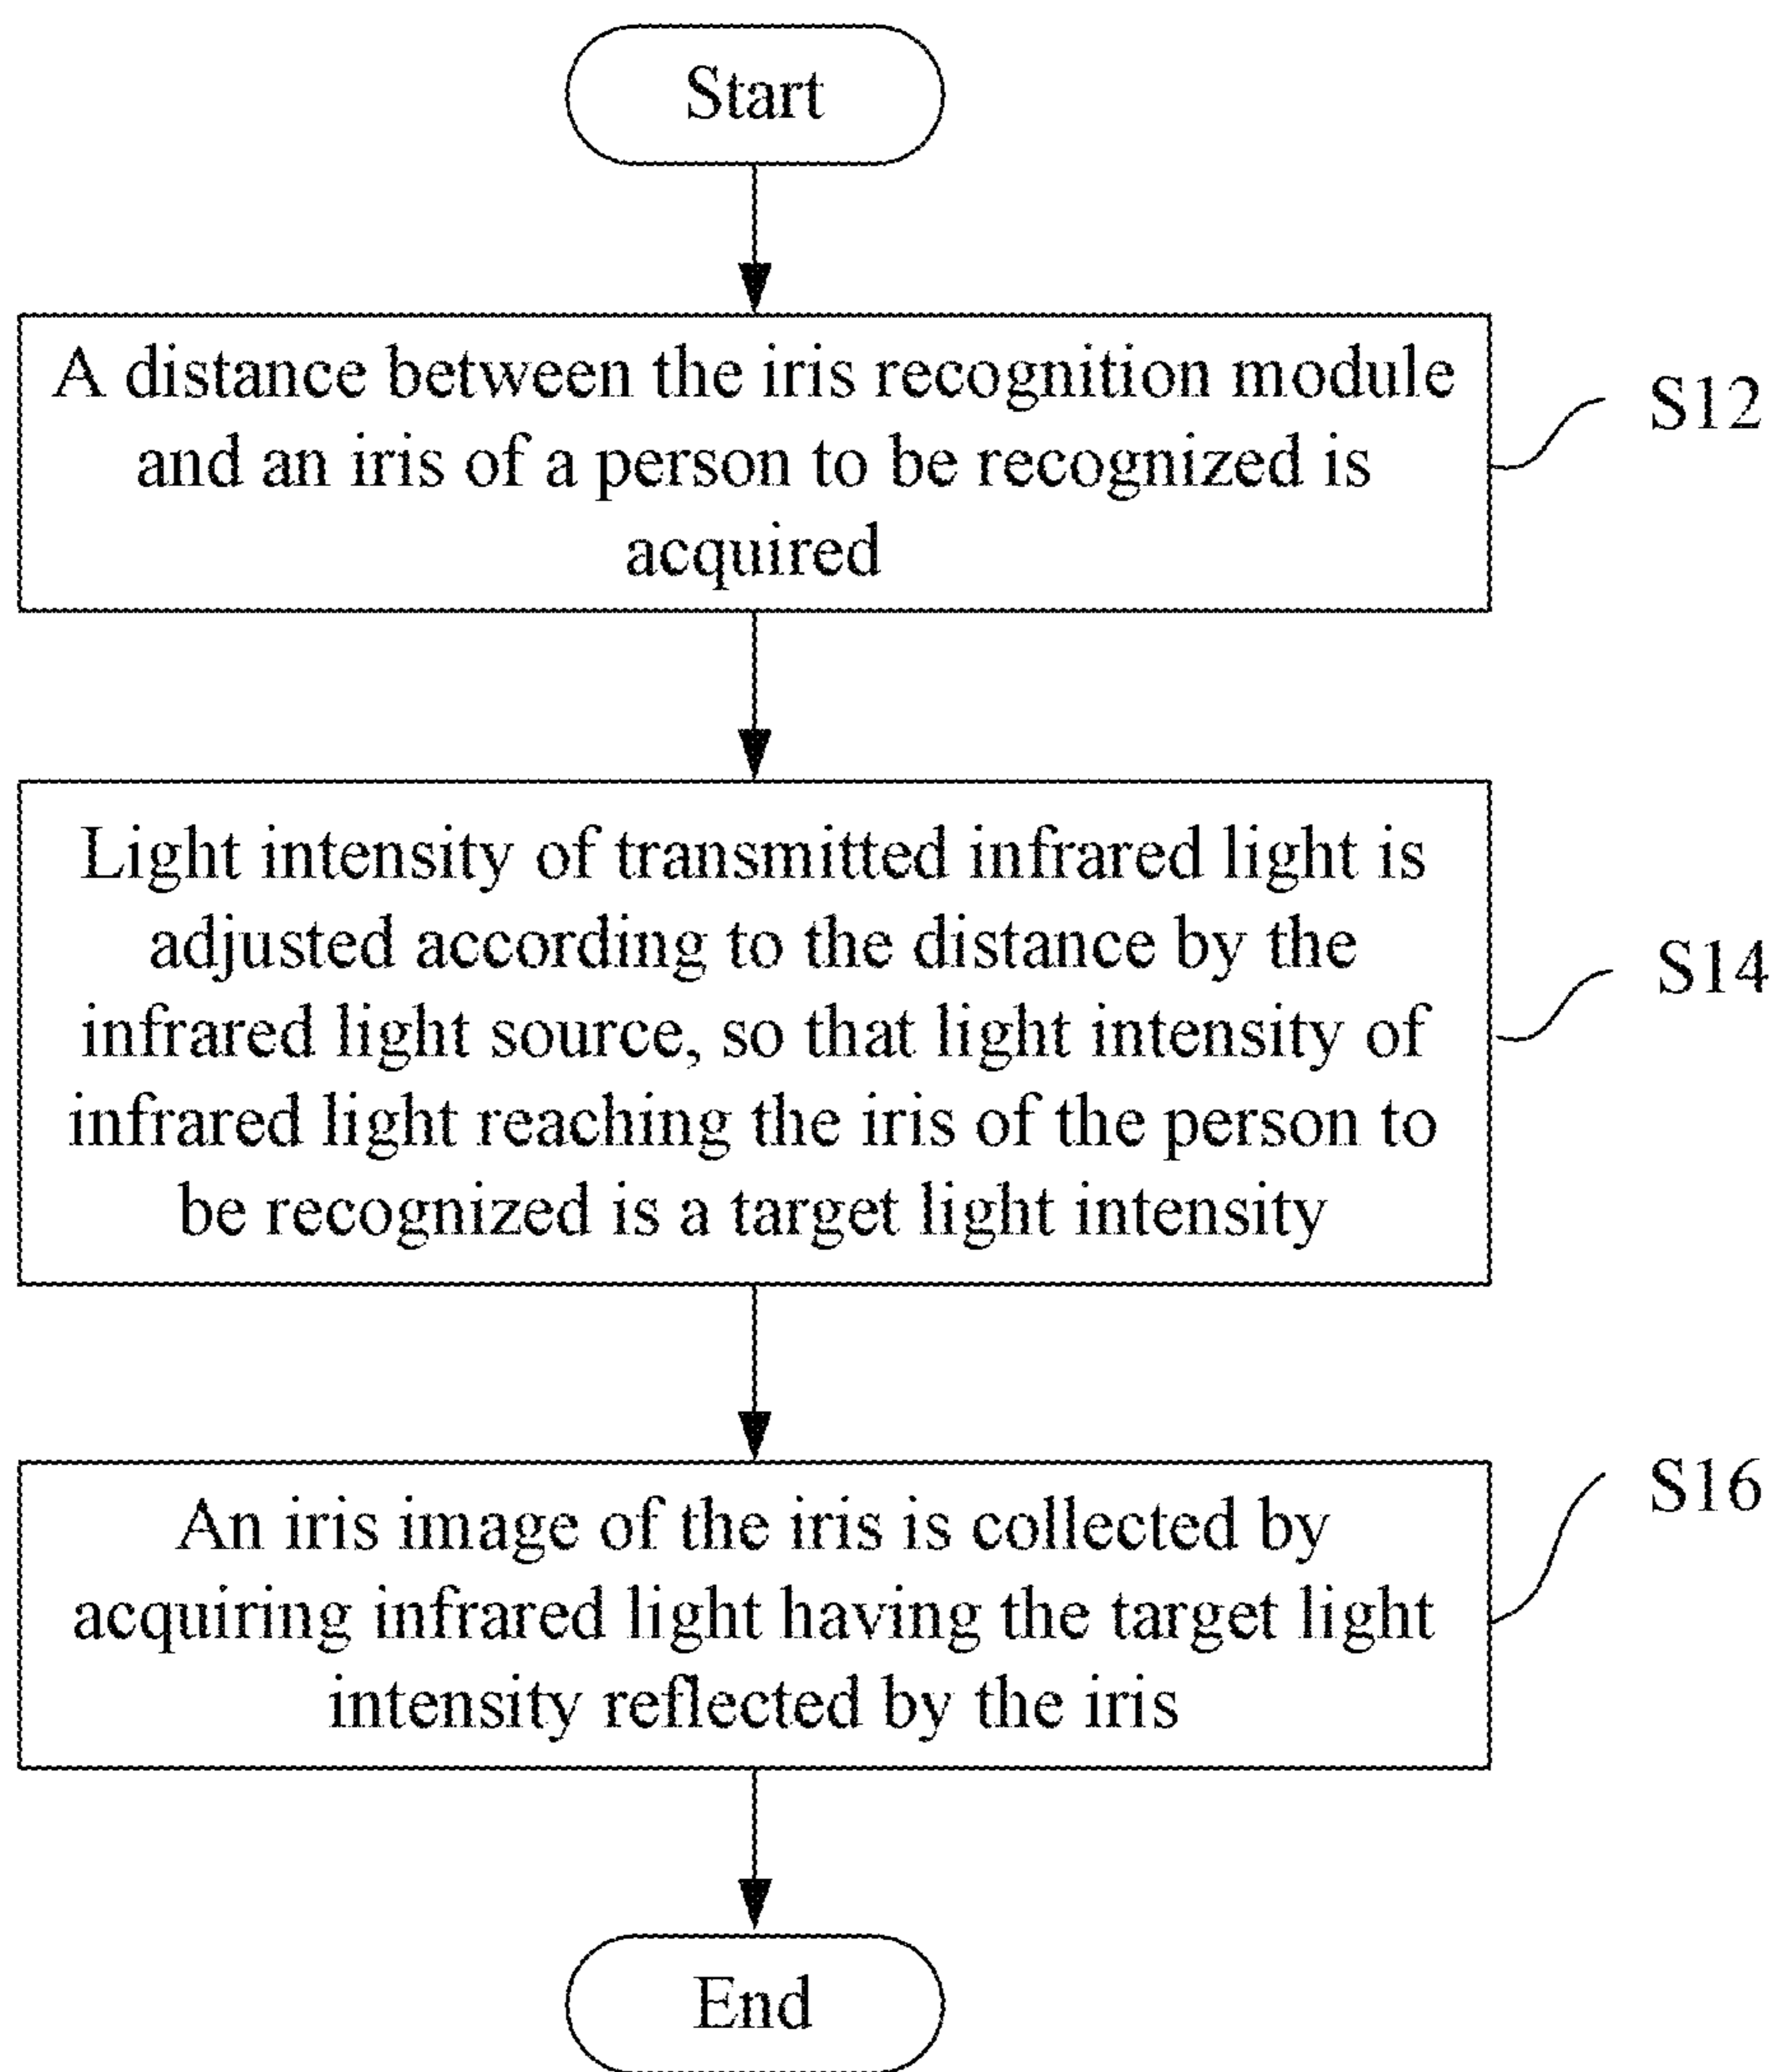 Start
A distance between the iris recognition module
and an iris of a person to be recognized is
acquired
S12
Light intensity of transmitted infrared light is
adjusted according to the distance by the
infrared light source, so that light intensity of
infrared light reaching the iris of the person to
be recognized is a target light intensity
S14
An iris image of the iris is collected by
acquiring infrared light having the target light
intensity reflected by the iris
S16
End